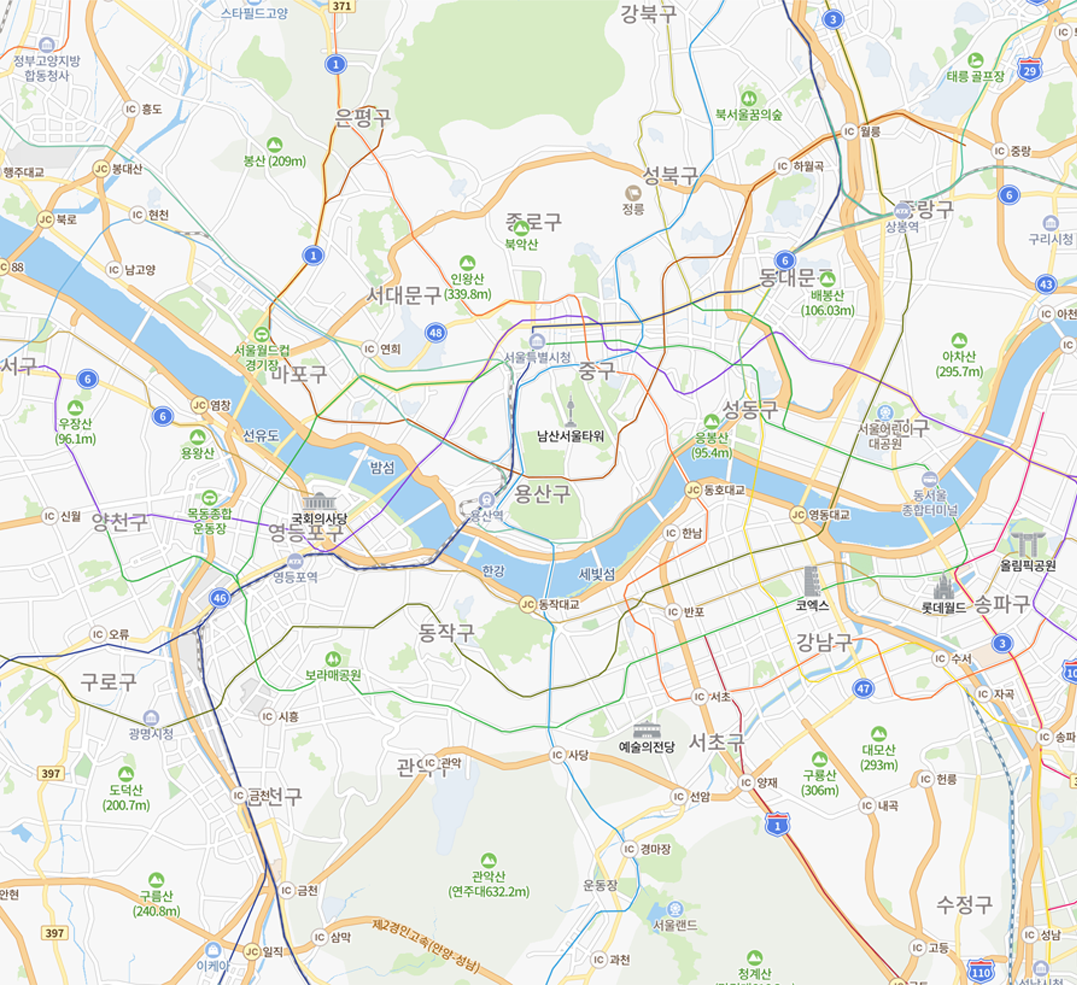 스타필드고양
371
강북구
3
정부고양지방
합동청사
1
태릉 골프장
29
IC 흥도
은평구
북서울꿈의숲
IC
JC 월릉
봉산 (209m)
IC 중랑
행주대교
JC 봉대산
IC 하월곡
성북구
정릉
6
JC 북로
IC 현천
종로구
북악산
KTX
중랑구
상봉역
구리시청
1
6
C 88
IC 남고양
인왕산
(339.8m)
동대문구
배봉산
(106.03m)
43
서대문구
IC 아천
48
서울월드컵
경기장
IC 연희
서울특별시청
아차산
(295.7m)
IC
서구
6
마포구
중구
JC 염창
6
우장산
(96.1m)
선유도
용왕산
남산서울타워
성동구
응봉산
(95.4m)
서울어린이
대공원
구
밤섬
동서울
종합터미널
JC 동호대교
용산구
용산역
목동종합
운동장
국회의사당
IC 신월
양천구
영등포구
JC 영동대교
IC 한남
KTX
영등포역
한강
세빛섬
올림픽공원
46
JC 동작대교
IC 반포
코엑스
롯데월드
송파구
IC 오류
동작구
강남구
3
IC 수서
보라매공원
구로구
47
10
IC 자곡
IC 서초
광명시청
IC 시흥
예술의전당
서초구
대모산
(293m)
IC 송파
IC 사당
관악구
IC 관악
397
도덕산
(200.7m)
구룡산
(306m)
IC 양재
IC 헌릉
IC 금천
금천구
IC 선암
IC 내곡
1
IC 경마장
관악산
(연주대632.2m)
운동장
IC 금천
구름산
(240.8m)
안현
수정구
서울랜드
397
제2경인고속(안양-성남)
IC 삼막
JC 일직
이케아
IC 고등
IC 성남
IC 과천
청계산
110
성남시청